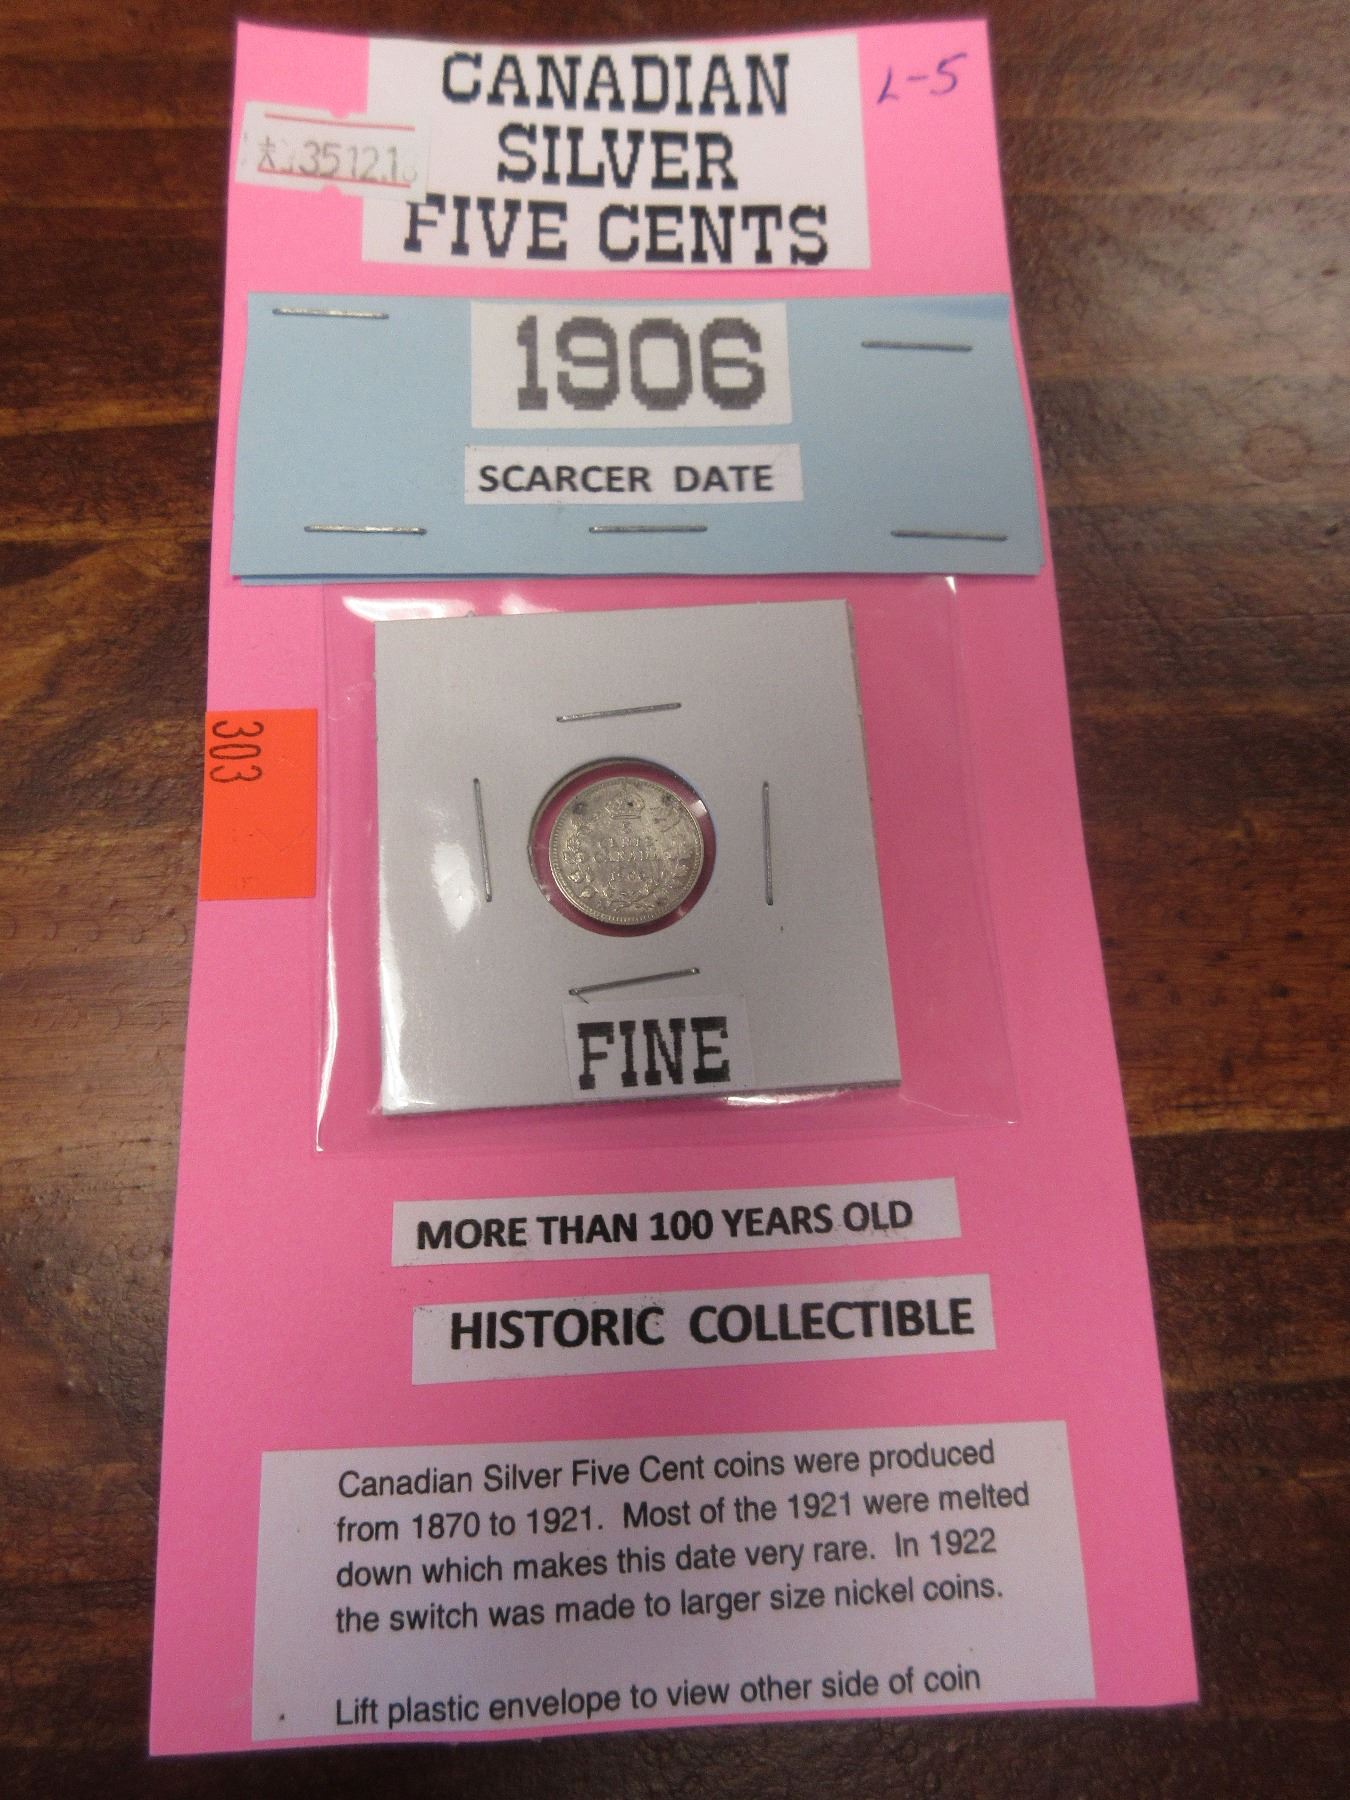 CANADIAN
SILVER
FIVE CENTS
L-5
1906
SCARCER DATE
303
5
CENTS
CANADA
FINE
MORE THAN 100 YEARS OLD
HISTORIC COLLECTIBLE
Canadian Silver Five Cent coins were produced
from 1870 to 1921. Most of the 1921 were melted
down which makes this date very rare. In 1922
the switch was made to larger size nickel coins.
Lift plastic envelope to view other side of coin